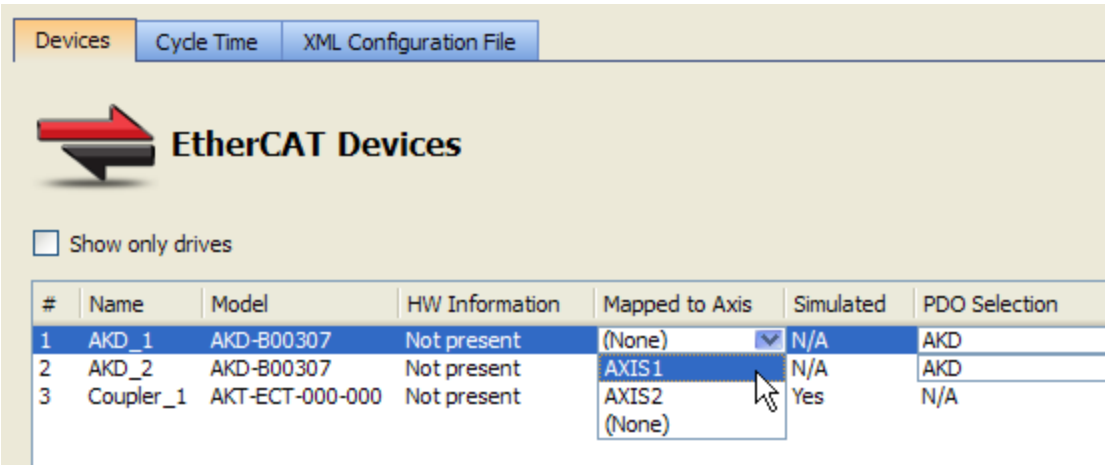 Devices Cycle Time XML Configuration File
EtherCAT Devices
Show only drives
# Name Model HW Information Mapped to Axis Simulated PDO Selection
1 AKD_1 AKD-B00307 Not present (None) N/A AKD
2 AKD_2 AKD-B00307 Not present AXIS1 N/A AKD
3 Coupler_1 AKT-ECT-000-000 Not present AXIS2 Yes N/A
(None)